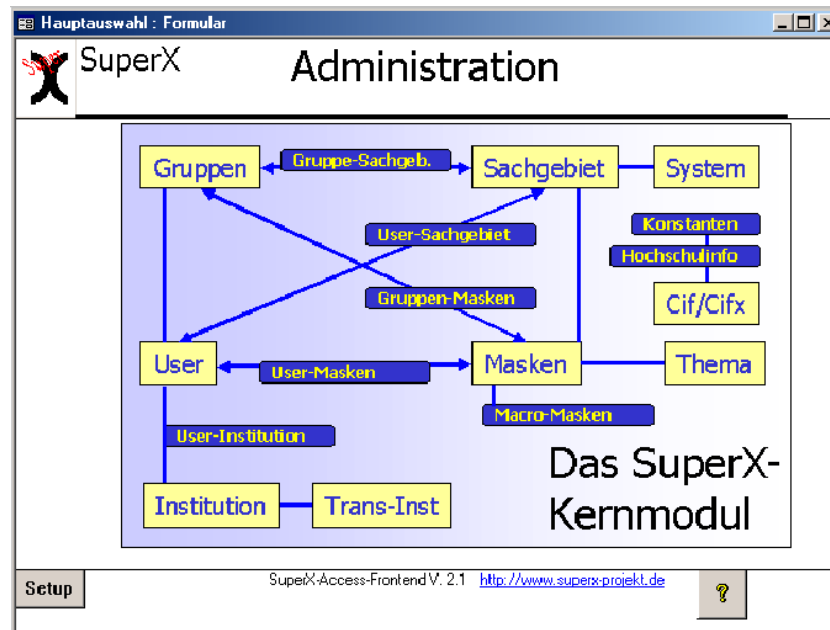 Hauptauswahl : Formular
Super
SuperX
Administration
Gruppen
Gruppe-Sachgeb.
Sachgebiet
System
User-Sachgebiet
Konstanten
Hochschulinfo
Gruppen-Masken
Cif/Cifx
User
User-Masken
Masken
Thema
Macro-Masken
User-Institution
Das SuperX-
Kernmodul
Institution
Trans-Inst
Setup
SuperX-Access-Frontend V. 2.1 http://www.superx-projekt.de
?